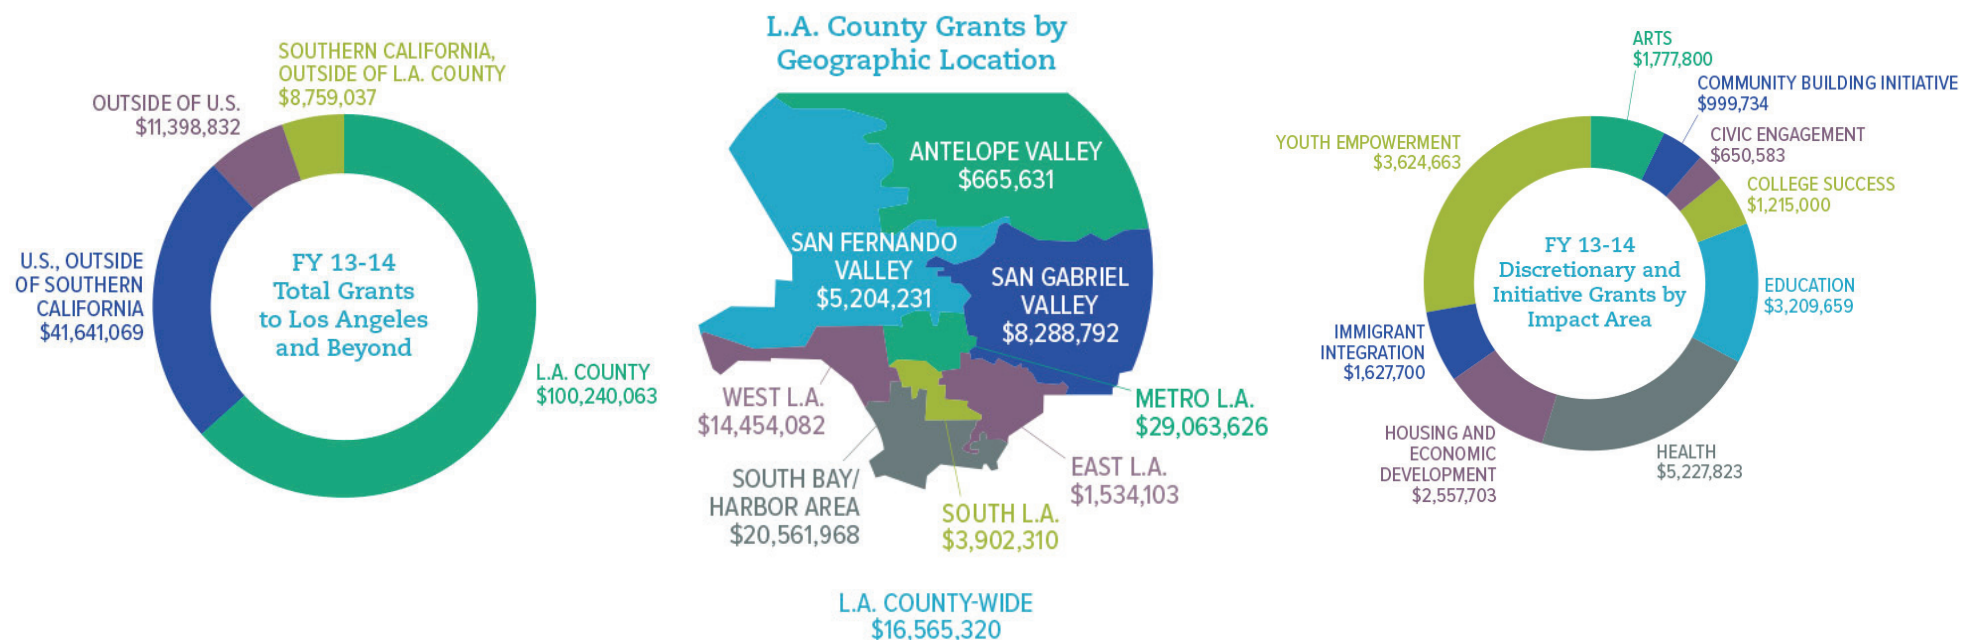 SOUTHERN CALIFORNIA,
OUTSIDE OF L.A. COUNTY
$8,759,037
OUTSIDE OF U.S.
$11,398,832
U.S., OUTSIDE
OF SOUTHERN
CALIFORNIA
$41,641,069
FY 13-14
Total Grants
to Los Angeles
and Beyond
L.A. COUNTY
$100,240,063
L.A. County Grants by
Geographic Location
ANTELOPE VALLEY
$665,631
SAN FERNANDO
VALLEY
$5,204,231
SAN GABRIEL
VALLEY
$8,288,792
WEST L.A.
$14,454,082
METRO L.A.
$29,063,626
SOUTH BAY/
HARBOR AREA
$20,561,968
EAST L.A.
$1,534,103
SOUTH L.A.
$3,902,310
L.A. COUNTY-WIDE
$16,565,320
ARTS
$1,777,800
COMMUNITY BUILDING INITIATIVE
$999,734
CIVIC ENGAGEMENT
$650,583
COLLEGE SUCCESS
$1,215,000
YOUTH EMPOWERMENT
$3,624,663
FY 13-14
Discretionary and
Initiative Grants by
Impact Area
EDUCATION
$3,209,659
IMMIGRANT
INTEGRATION
$1,627,700
HOUSING AND
ECONOMIC
DEVELOPMENT
$2,557,703
HEALTH
$5,227,823